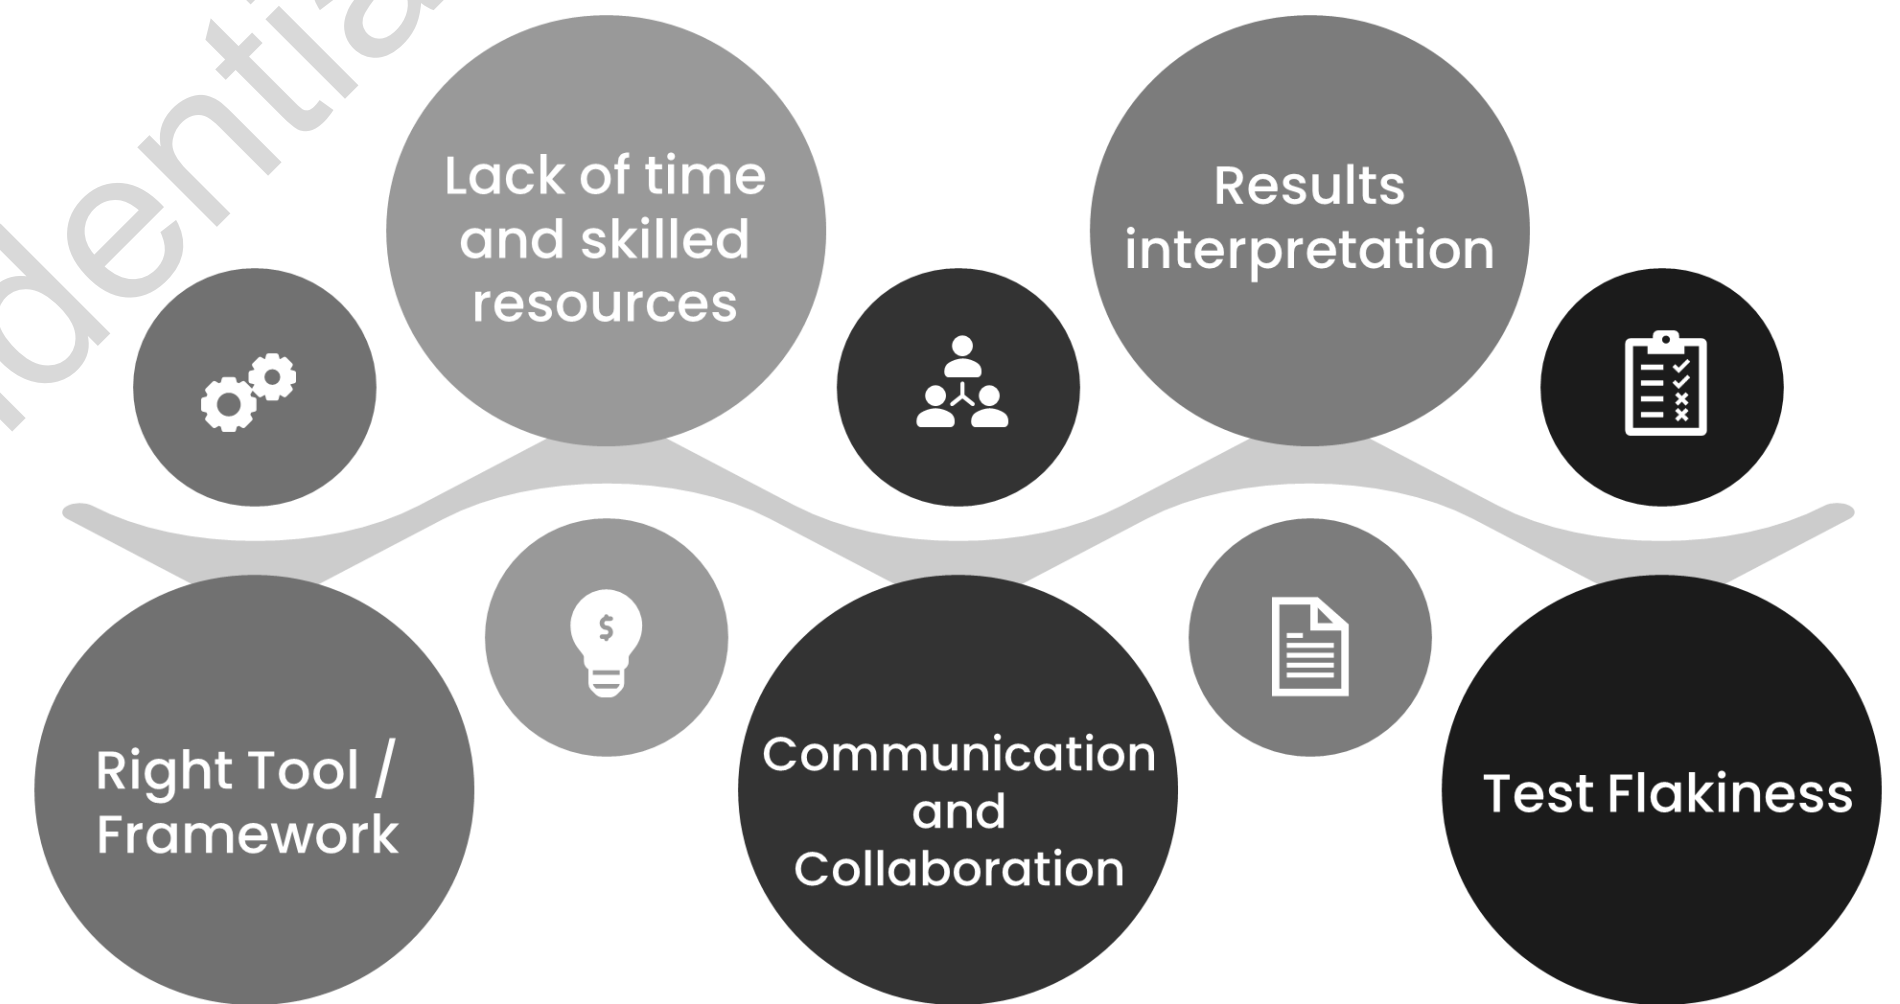 Lack of time
and skilled
resources
Results
interpretation
$
Right Tool /
Framework
Communication
and
Collaboration
Test Flakiness